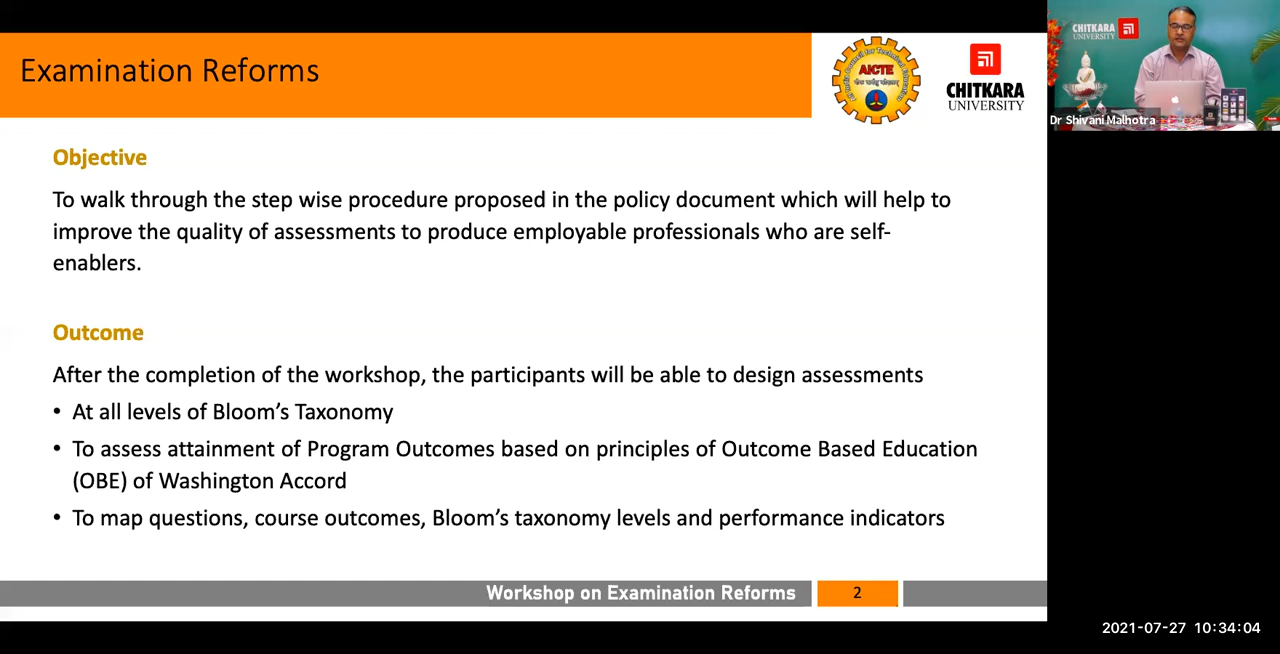 Examination Reforms
AICTE
CHITKARA
UNIVERSITY
CHITKARA
UNIVERSITY
Dr Shivani Malhotra
Objective
To walk through the step wise procedure proposed in the policy document which will help to
improve the quality of assessments to produce employable professionals who are self-
enablers.
Outcome
After the completion of the workshop, the participants will be able to design assessments
• At all levels of Bloom's Taxonomy
• To assess attainment of Program Outcomes based on principles of Outcome Based Education
(OBE) of Washington Accord
• To map questions, course outcomes, Bloom's taxonomy levels and performance indicators
Workshop on Examination Reforms
2
2021-07-27 10:34:04